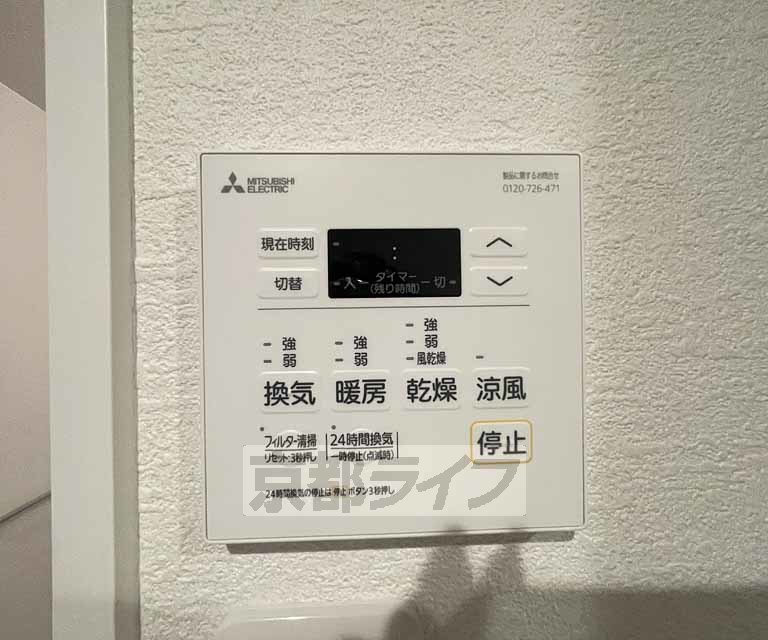 MITSUBISHI
ELECTRIC
製品に関するお問合せ
0120-726-471
現在時刻
切替
:
入 タイマー 切
(残り時間)
強
弱
強
弱
強
弱
風乾燥
換気 暖房 乾燥 涼風
フィルター清掃
リセット:3秒押し
24時間換気
一時停止(点滅時)
停止
24時間換気の停止は 停止 ボタン3秒押し
京都ライフ